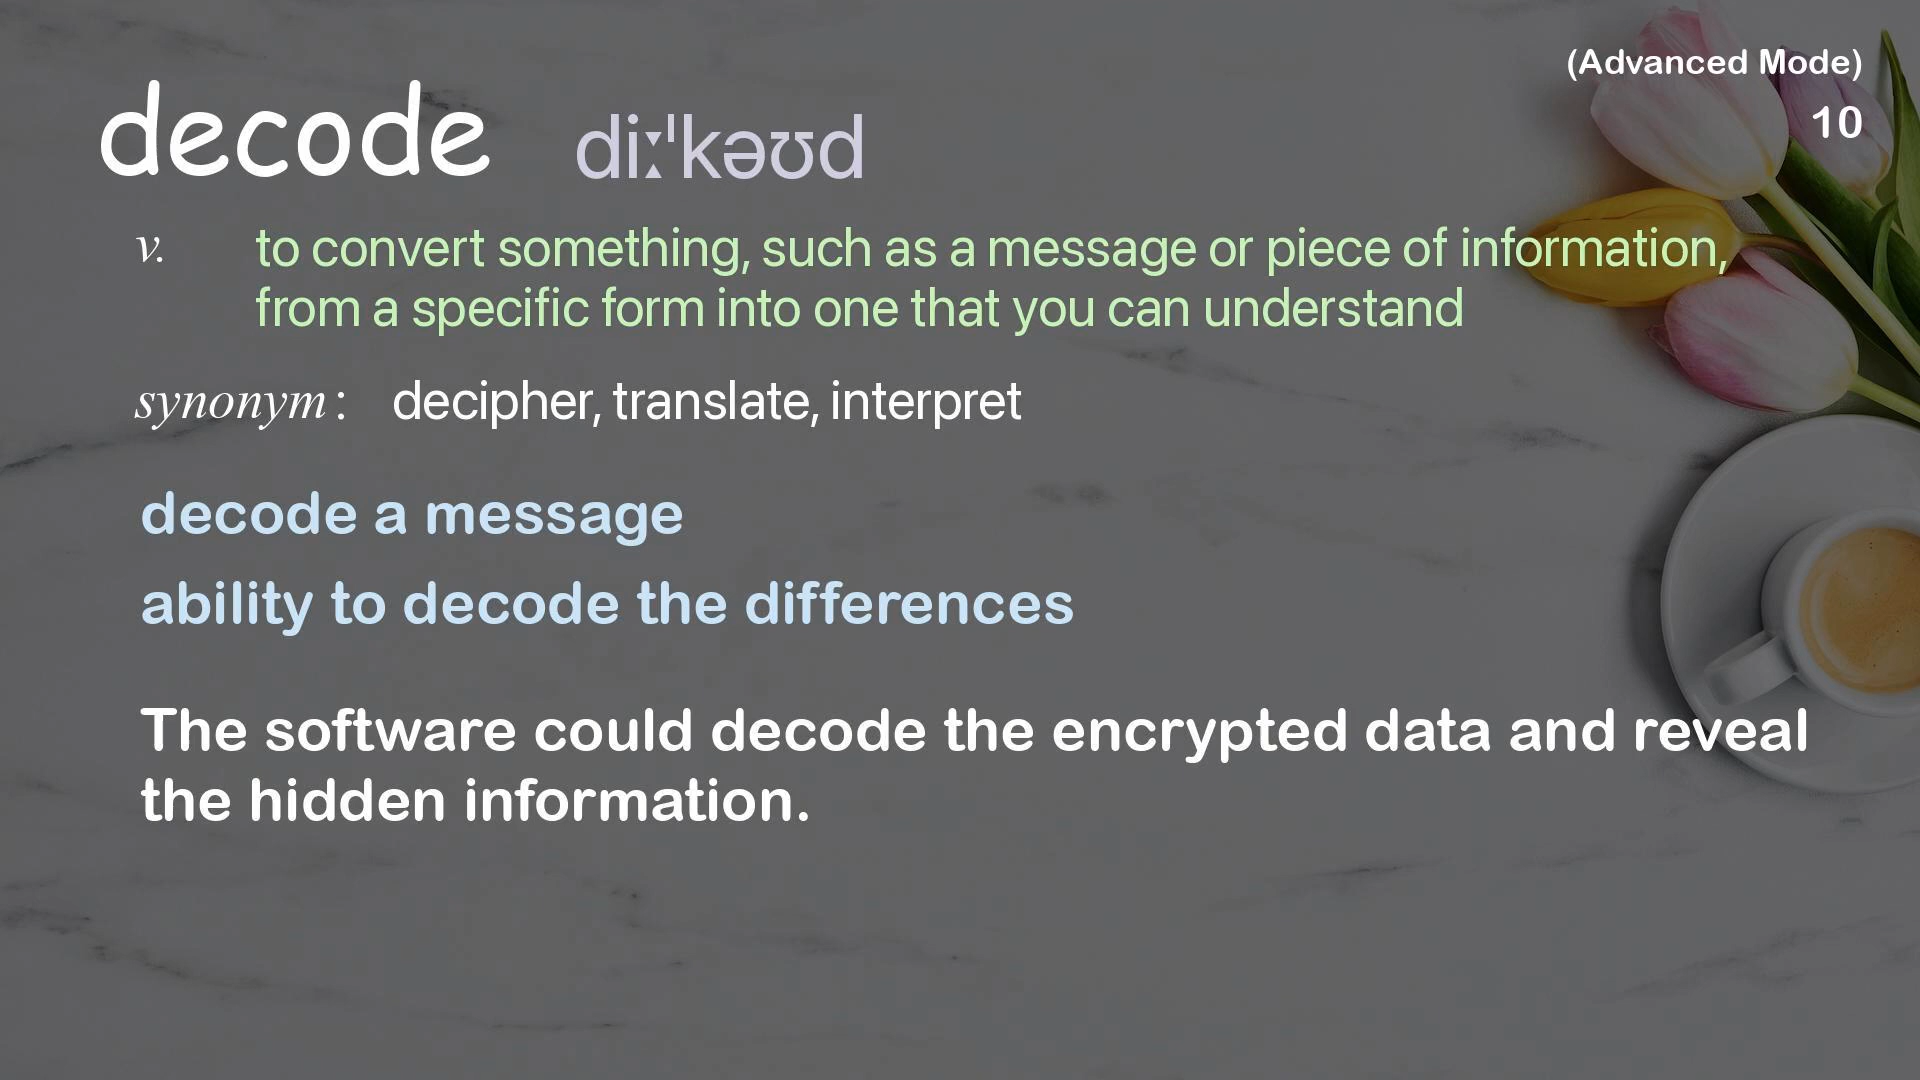 (Advanced Mode)
10
decode diːˈkəʊd
v. to convert something, such as a message or piece of information,
from a specific form into one that you can understand
synonym : decipher, translate, interpret
decode a message
ability to decode the differences
The software could decode the encrypted data and reveal
the hidden information.